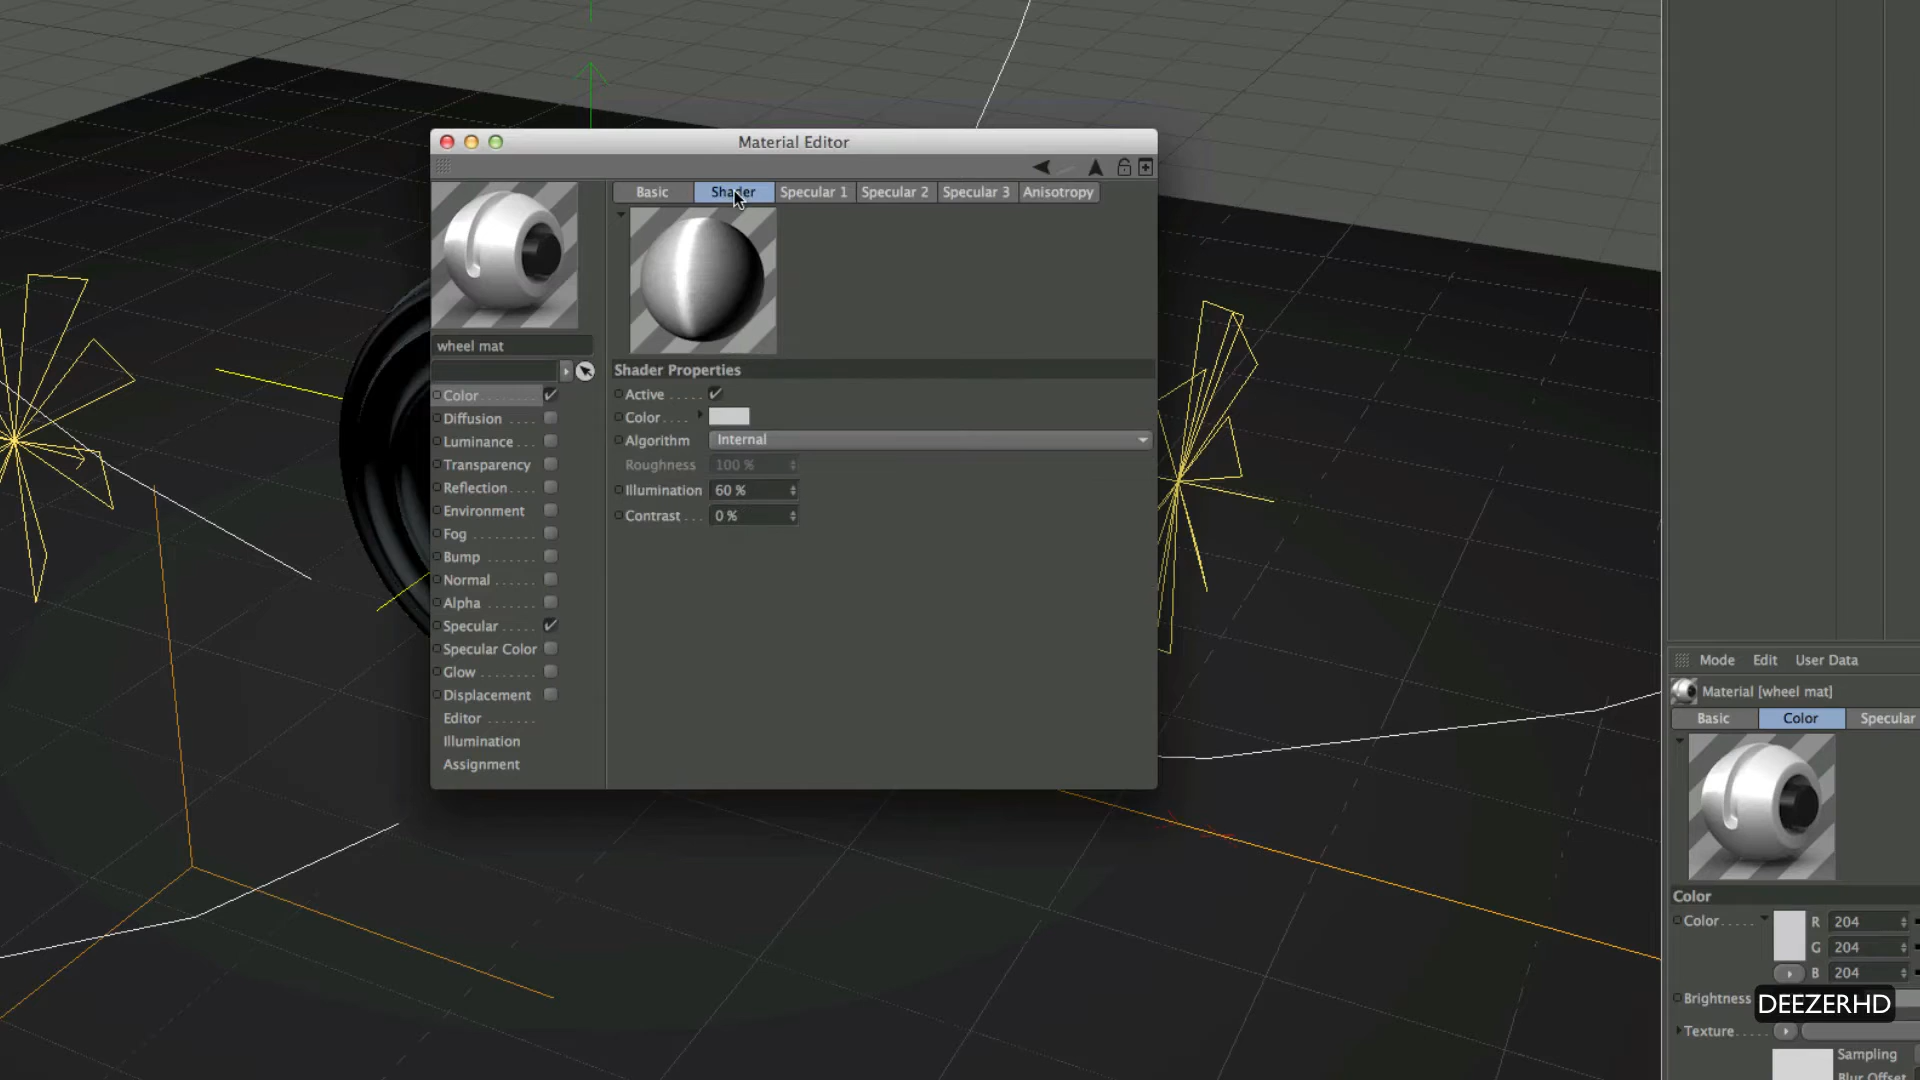 Material Editor
Basic
Shader
Specular 1
Specular 2
Specular 3
Anisotropy
wheel mat
Color
Diffusion
Luminance
Transparency
Reflection
Environment
Fog
Bump
Normal
Alpha
Specular
Specular Color
Glow
Displacement
Editor
Illumination
Assignment
Shader Properties
Active
Color
Algorithm Internal
Roughness 100 %
Illumination 60 %
Contrast 0 %
Mode Edit User Data
Material [wheel mat]
Basic Color Specular
Color
Color R 204
G 204
B 204
Brightness
DEEZERHD
Texture
Sampling
Blur Offset